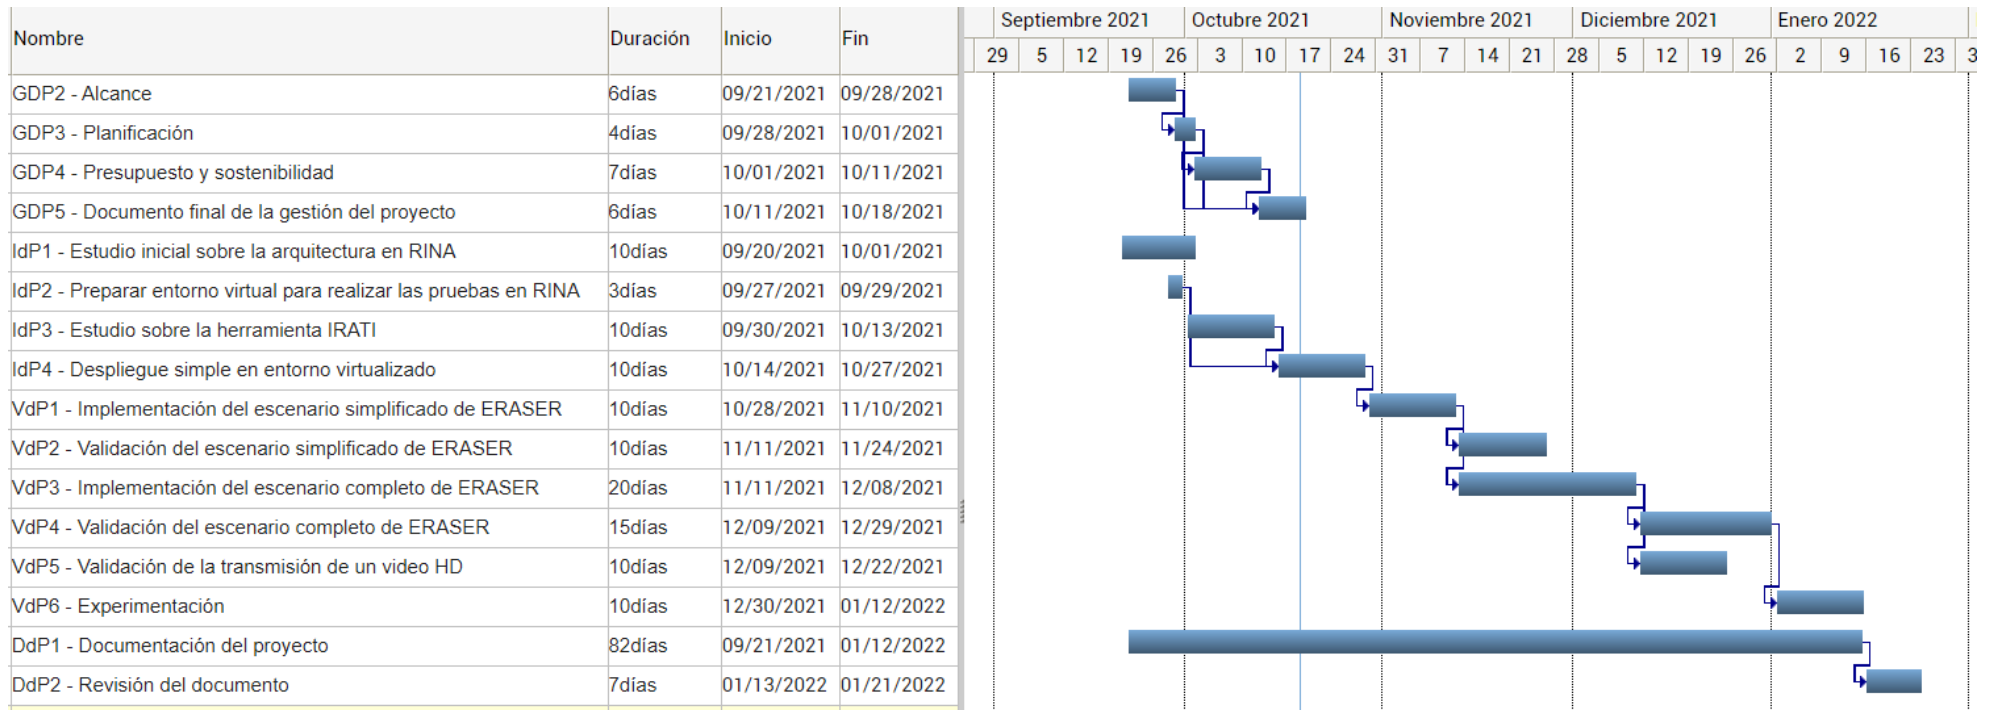 Nombre Duración Inicio Fin
Septiembre 2021 Octubre 2021 Noviembre 2021 Diciembre 2021 Enero 2022
29 5 12 19 26 3 10 17 24 31 7 14 21 28 5 12 19 26 2 9 16 23 3
GDP2 - Alcance 6días 09/21/2021 09/28/2021
GDP3 - Planificación 4días 09/28/2021 10/01/2021
GDP4 - Presupuesto y sostenibilidad 7días 10/01/2021 10/11/2021
GDP5 - Documento final de la gestión del proyecto 6días 10/11/2021 10/18/2021
IdP1 - Estudio inicial sobre la arquitectura en RINA 10días 09/20/2021 10/01/2021
IdP2 - Preparar entorno virtual para realizar las pruebas en RINA 3días 09/27/2021 09/29/2021
IdP3 - Estudio sobre la herramienta IRATI 10días 09/30/2021 10/13/2021
IdP4 - Despliegue simple en entorno virtualizado 10días 10/14/2021 10/27/2021
VdP1 - Implementación del escenario simplificado de ERASER 10días 10/28/2021 11/10/2021
VdP2 - Validación del escenario simplificado de ERASER 10días 11/11/2021 11/24/2021
VdP3 - Implementación del escenario completo de ERASER 20días 11/11/2021 12/08/2021
VdP4 - Validación del escenario completo de ERASER 15días 12/09/2021 12/29/2021
VdP5 - Validación de la transmisión de un video HD 10días 12/09/2021 12/22/2021
VdP6 - Experimentación 10días 12/30/2021 01/12/2022
DdP1 - Documentación del proyecto 82días 09/21/2021 01/12/2022
DdP2 - Revisión del documento 7días 01/13/2022 01/21/2022